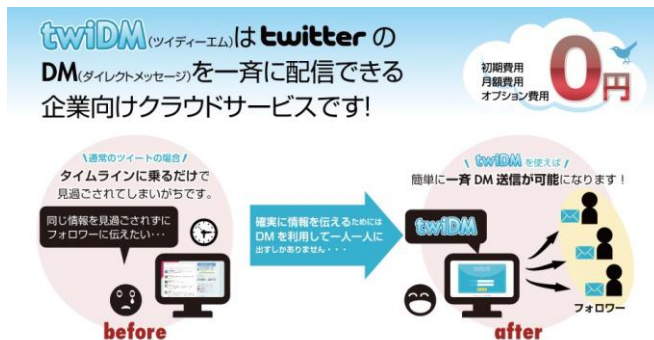 twiDM(ツイディーエム)はtwitterの
DM(ダイレクトメッセージ)を一斉に配信できる
企業向けクラウドサービスです!
初期費用
月額費用
オプション費用
0円
\通常のツイートの場合/
タイムラインに乗るだけで
見過ごされてしまいがちです。
同じ情報を見過ごされずに
フォロワーに伝えたい・・・
before
確実に情報を伝えるためには
DMを利用して一人一人に
出すしかありません・・・
\twiDMを使えば/
簡単に一斉DM送信が可能になります!
twiDM
フォロワー
after